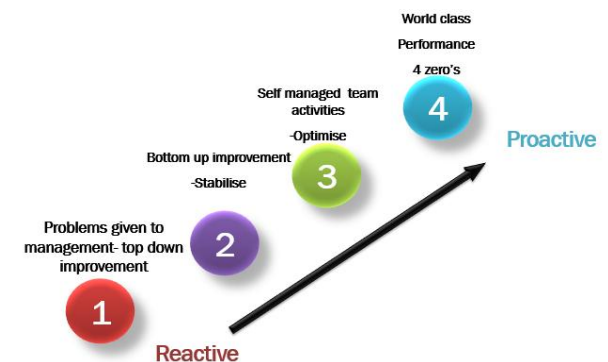 World class
Performance
4 zero's
4
Self managed team
activities
-Optimise
3
Proactive
Bottom up improvement
-Stabilise
2
Problems given to
management- top down
improvement
1
Reactive